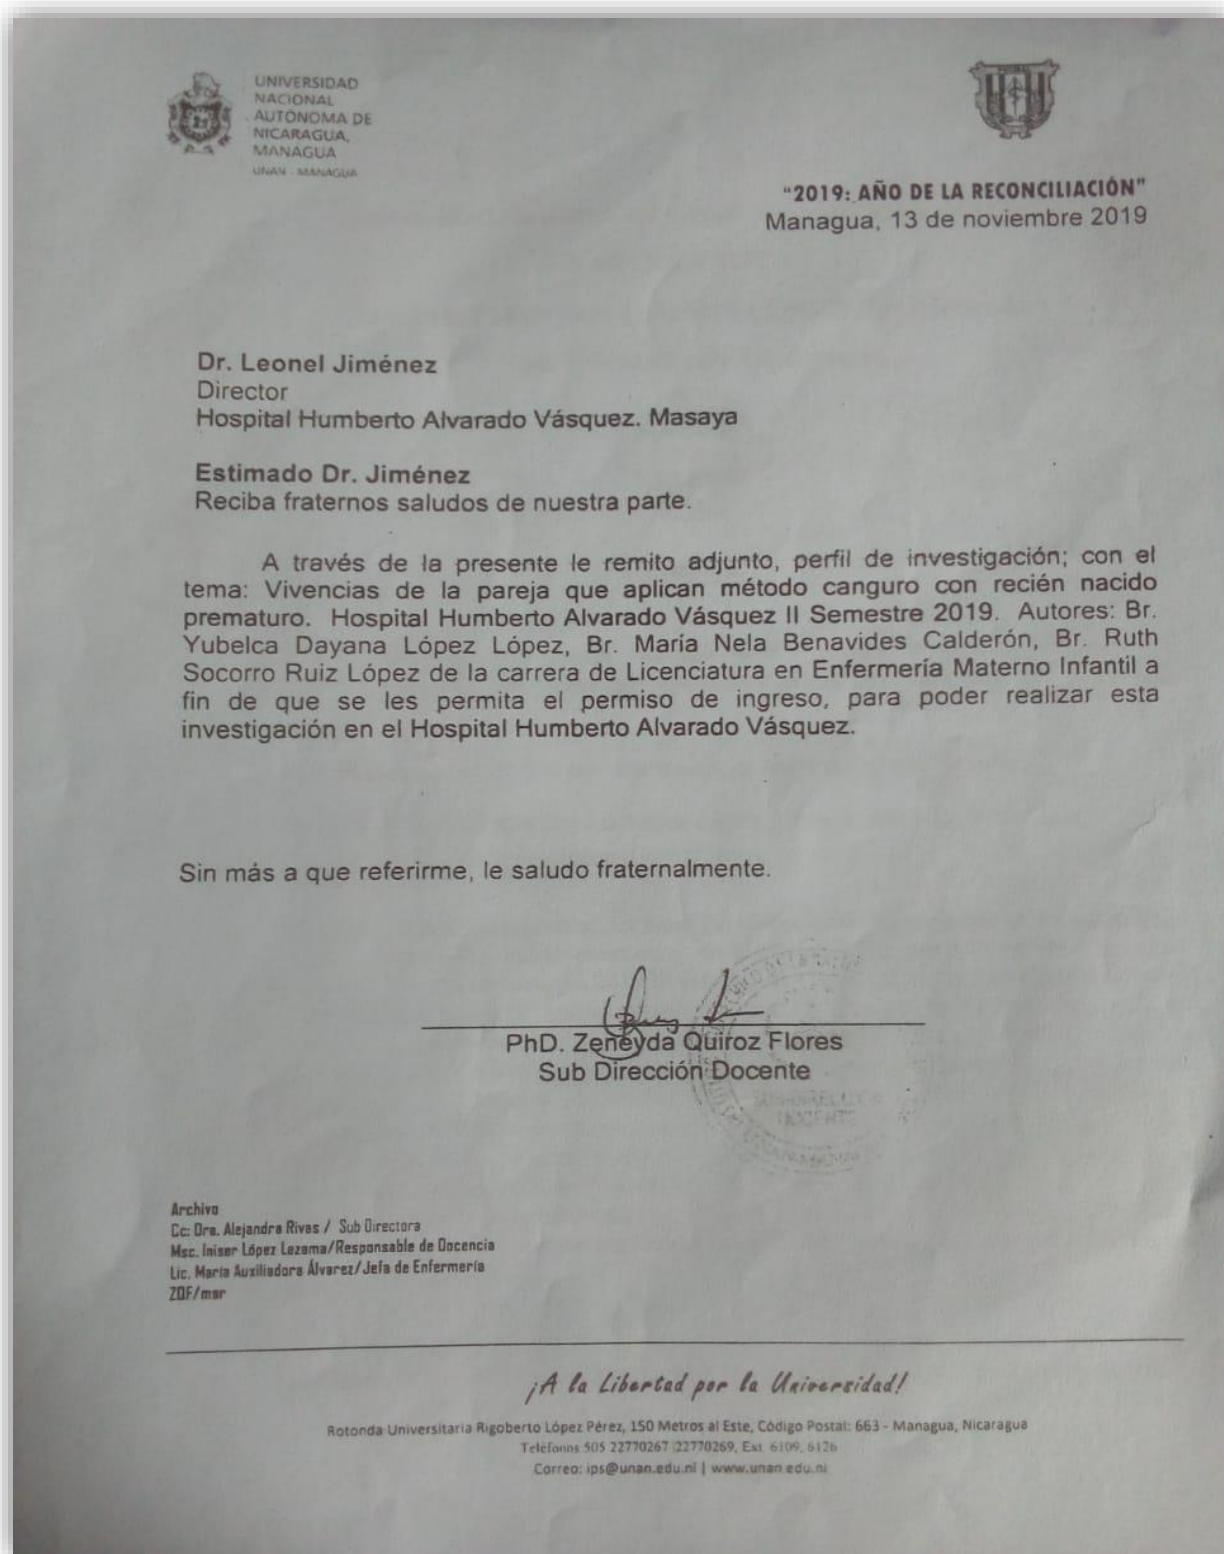 UNIVERSIDAD
NACIONAL
AUTÓNOMA DE
NICARAGUA,
MANAGUA
UNAN - MANAGUA
"2019: AÑO DE LA RECONCILIACIÓN"
Managua, 13 de noviembre 2019
Dr. Leonel Jiménez
Director
Hospital Humberto Alvarado Vásquez. Masaya
Estimado Dr. Jiménez
Reciba fraternos saludos de nuestra parte.
A través de la presente le remito adjunto, perfil de investigación; con el
tema: Vivencias de la pareja que aplican método canguro con recién nacido
prematuro. Hospital Humberto Alvarado Vásquez II Semestre 2019. Autores: Br.
Yubelca Dayana López López, Br. María Nela Benavides Calderón, Br. Ruth
Socorro Ruiz López de la carrera de Licenciatura en Enfermería Materno Infantil a
fin de que se les permita el permiso de ingreso, para poder realizar esta
investigación en el Hospital Humberto Alvarado Vásquez.
Sin más a que referirme, le saludo fraternalmente.
PhD. Zeneyda Quiroz Flores
Sub Dirección Docente
DOCENTE
Archivo
Cc: Dra. Alejandra Rivas / Sub Directora
Msc. Iniser López Lezama/Responsable de Docencia
Lic. María Auxiliadora Álvarez/Jefa de Enfermería
ZQF/msr
¡A la Libertad por la Universidad!
Rotonda Universitaria Rigoberto López Pérez, 150 Metros al Este, Código Postal: 663 - Managua, Nicaragua
Teléfonos 505 22770267 /22770269, Ext. 6109, 6126
Correo: ips@unan.edu.ni | www.unan.edu.ni